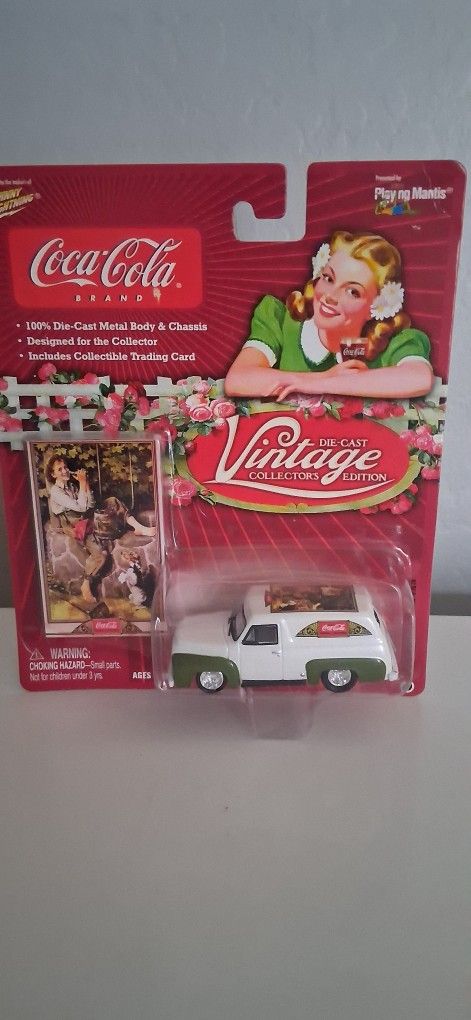 Presented by
Playing Mantis
Coca-Cola
BRAND
• 100% Die-Cast Metal Body & Chassis
• Designed for the Collector
• Includes Collectible Trading Card
Coca-Cola
DIE-CAST
Vintage
COLLECTOR'S EDITION
Coca-Cola
Coca-Cola
WARNING:
CHOKING HAZARD—Small parts.
Not for children under 3 yrs.
AGES